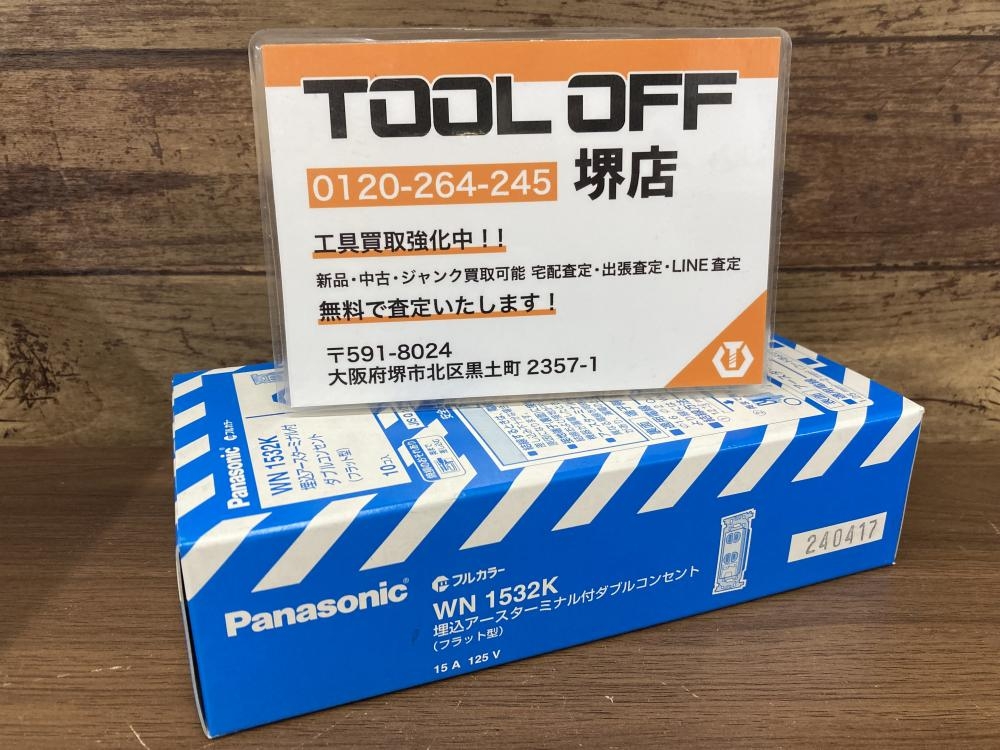 TOOL OFF
0120-264-245 堺店
工具買取強化中！！
新品・中古・ジャンク買取可能 宅配査定・出張査定・LINE査定
無料で査定いたします！
〒591-8024
大阪府堺市北区黒土町 2357-1
Panasonic
フルカラー
WN 1532K
埋込アースターミナル付
ダブルコンセント
(フラット型)
10コ入
Panasonic
フルカラー
WN 1532K
埋込アースターミナル付ダブルコンセント
(フラット型)
15 A 125 V
240417